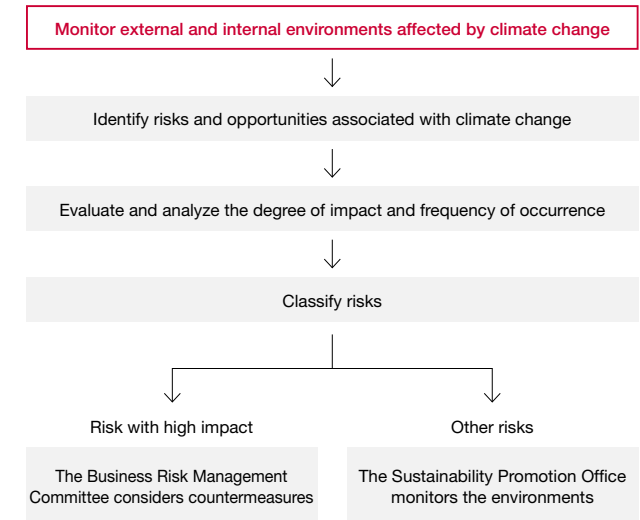 Monitor external and internal environments affected by climate change
Identify risks and opportunities associated with climate change
Evaluate and analyze the degree of impact and frequency of occurrence
Classify risks
Risk with high impact
The Business Risk Management
Committee considers countermeasures
Other risks
The Sustainability Promotion Office
monitors the environments